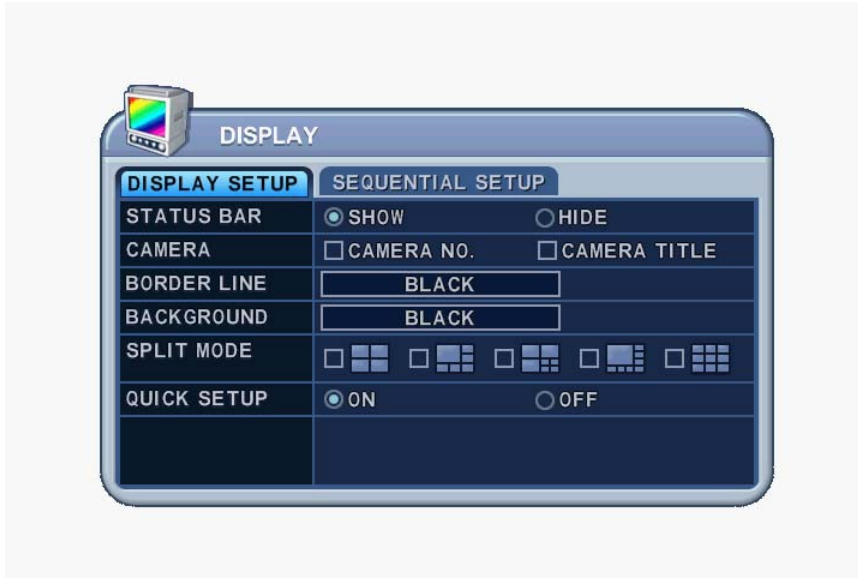 DISPLAY
DISPLAY SETUP SEQUENTIAL SETUP
STATUS BAR SHOW HIDE
CAMERA CAMERA NO. CAMERA TITLE
BORDER LINE BLACK
BACKGROUND BLACK
SPLIT MODE
QUICK SETUP ON OFF